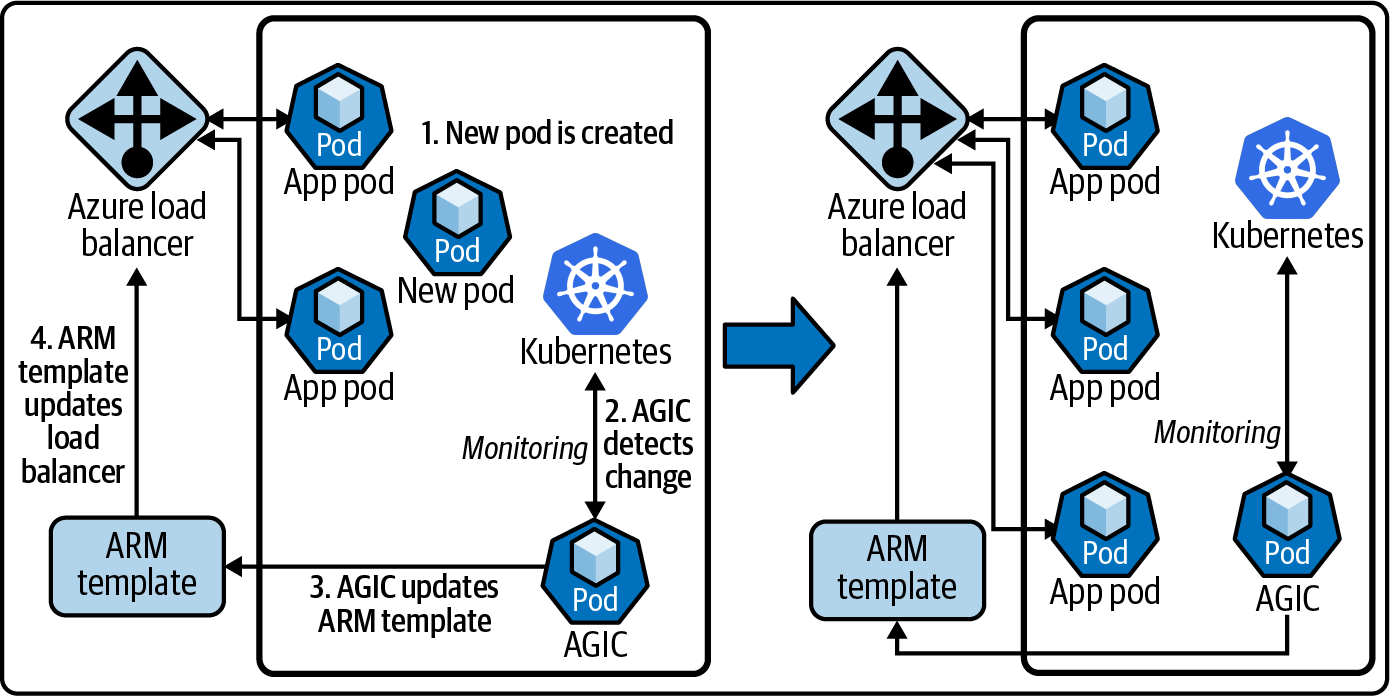 Pod
App pod
1. New pod is created
Azure load
balancer
Pod
New pod
Pod
App pod
Kubernetes
4. ARM
template
updates
load
balancer
Monitoring
2. AGIC
detects
change
ARM
template
3. AGIC updates
ARM template
Pod
AGIC
Azure load
balancer
Pod
App pod
Kubernetes
Pod
App pod
Monitoring
ARM
template
Pod
App pod
Pod
AGIC